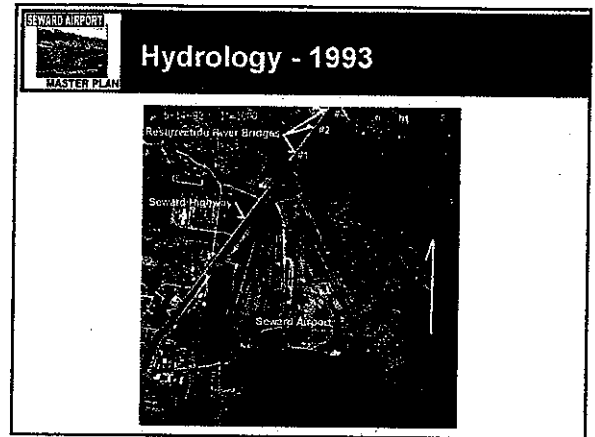 SEWARD AIRPORT
MASTER PLAN
Hydrology - 1993
Resurrection River Bridges
#2
#1
Seward Highway
Seward Airport